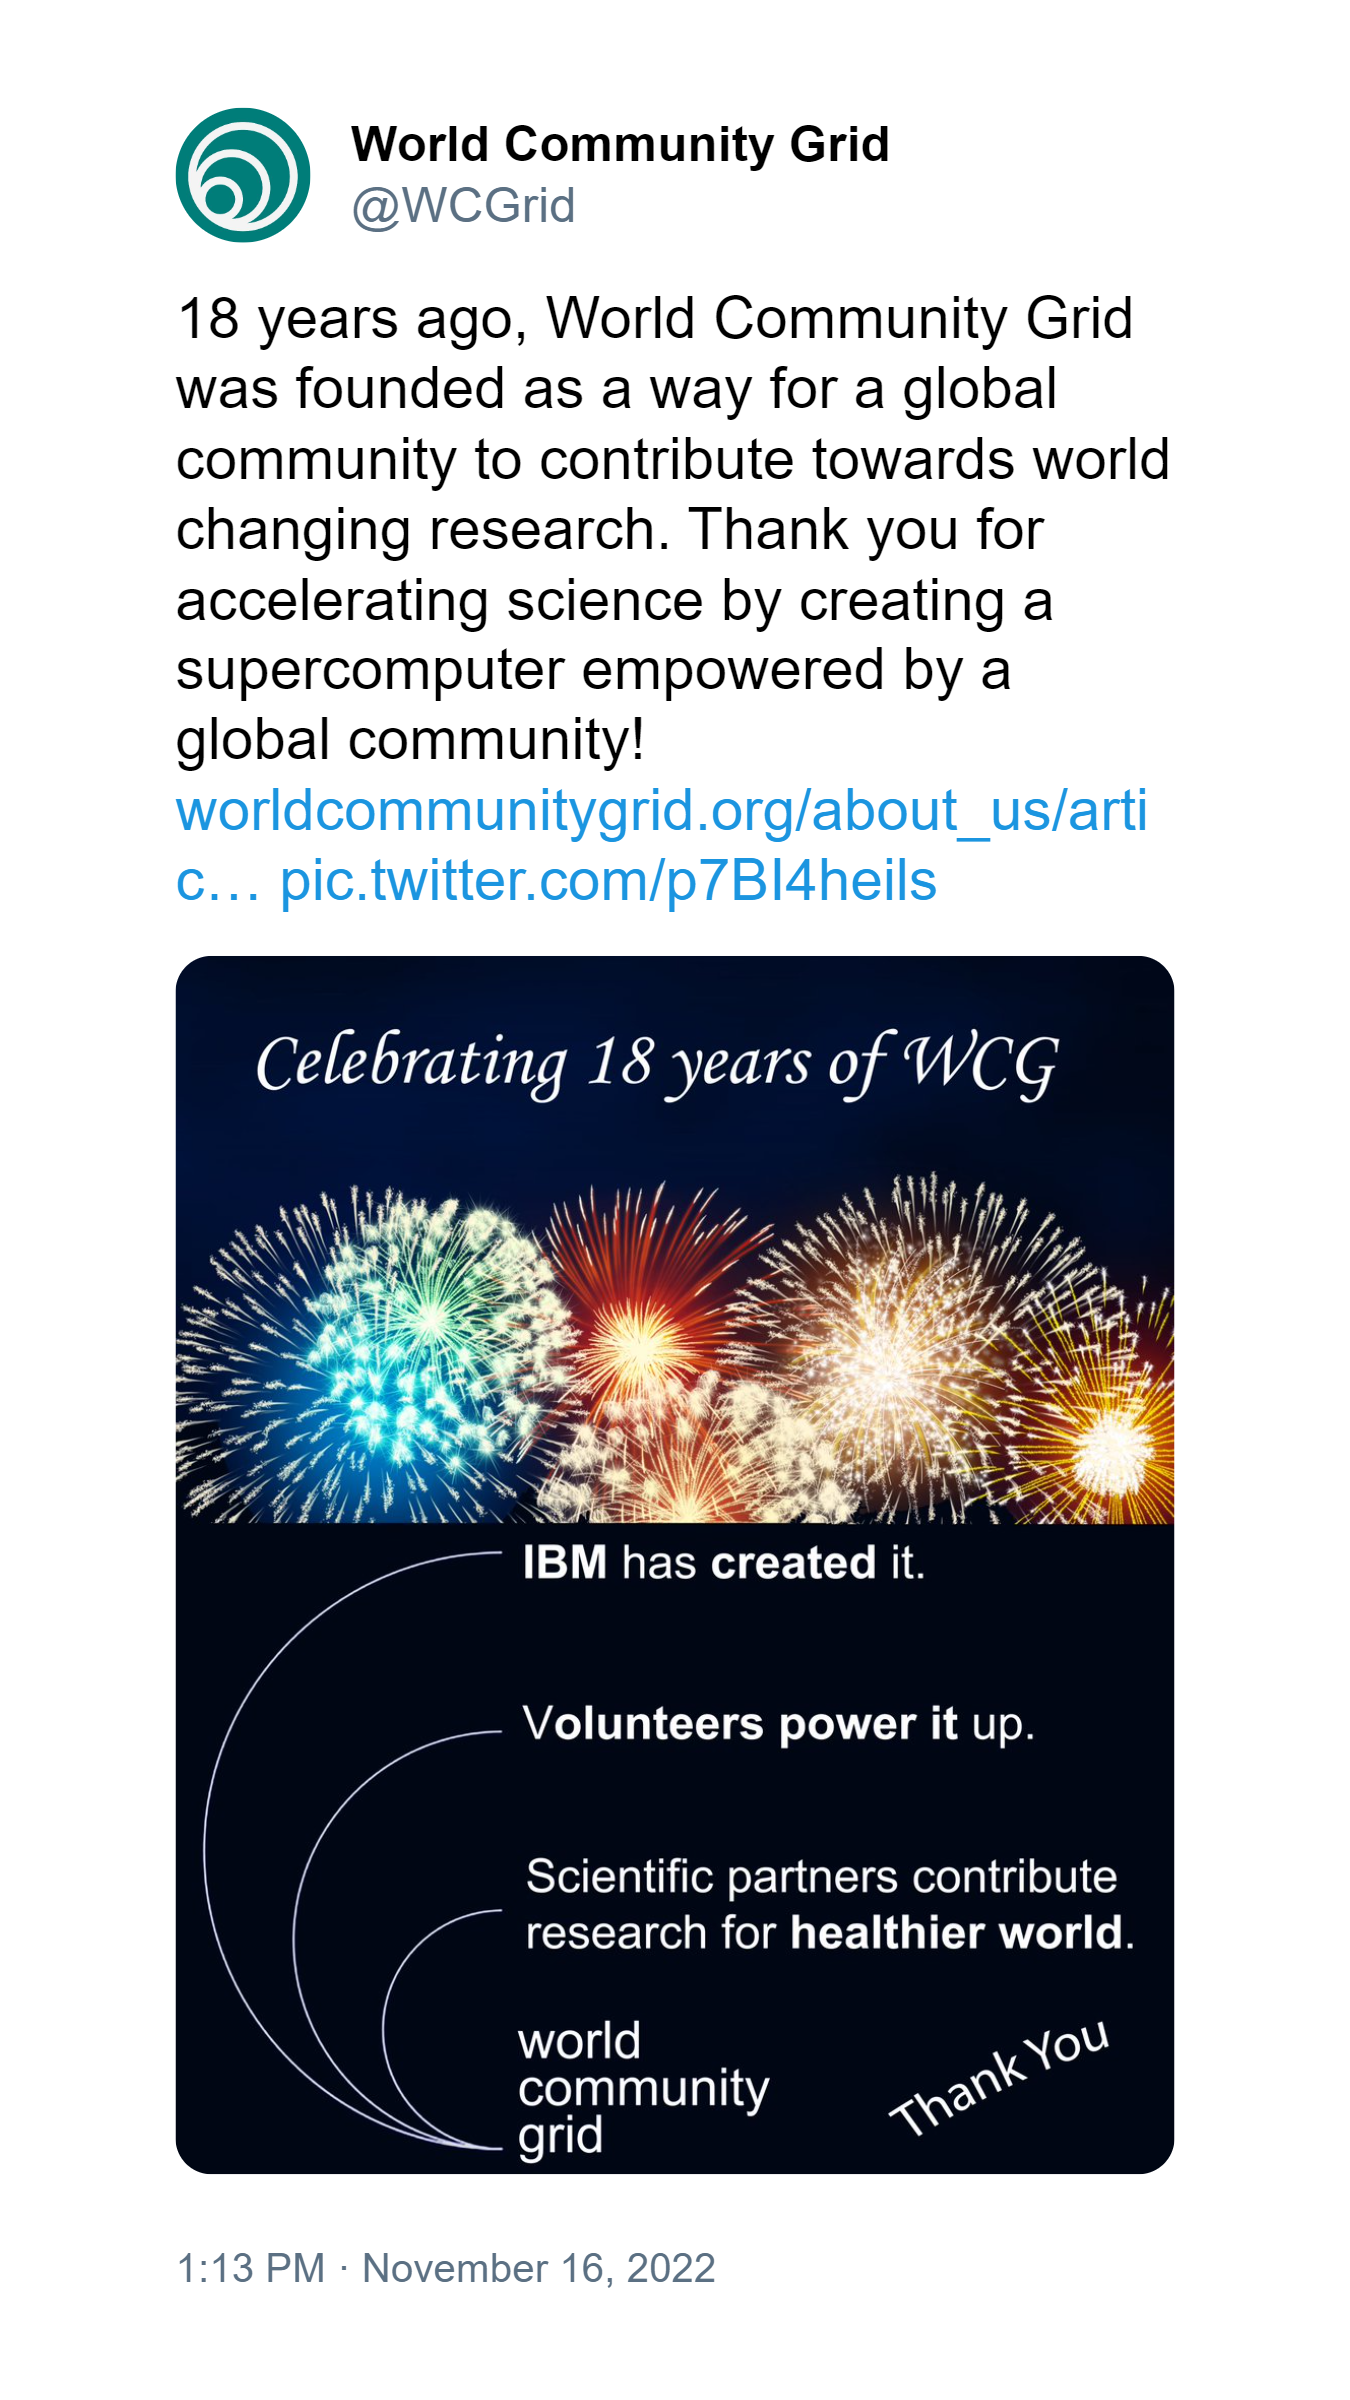 World Community Grid
@WCGrid
18 years ago, World Community Grid
was founded as a way for a global
community to contribute towards world
changing research. Thank you for
accelerating science by creating a
supercomputer empowered by a
global community!
worldcommunitygrid.org/about_us/arti
c… pic.twitter.com/p7BI4heils
Celebrating 18 years of WCG
IBM has created it.
Volunteers power it up.
Scientific partners contribute
research for healthier world.
world
community
grid
Thank You
1:13 PM · November 16, 2022